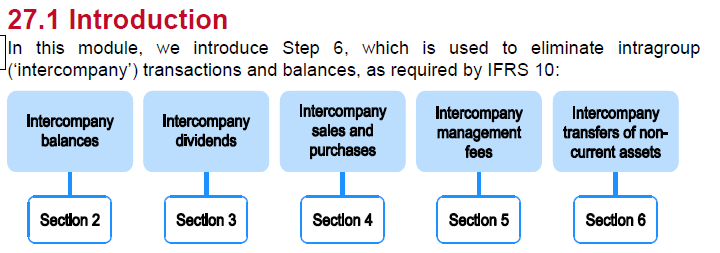 27.1 Introduction
In this module, we introduce Step 6, which is used to eliminate intragroup
('intercompany') transactions and balances, as required by IFRS 10:
Intercompany
balances
Intercompany
dividends
Intercompany
sales and
purchases
Intercompany
management
fees
Intercompany
transfers of non-
current assets
Section 2
Section 3
Section 4
Section 5
Section 6